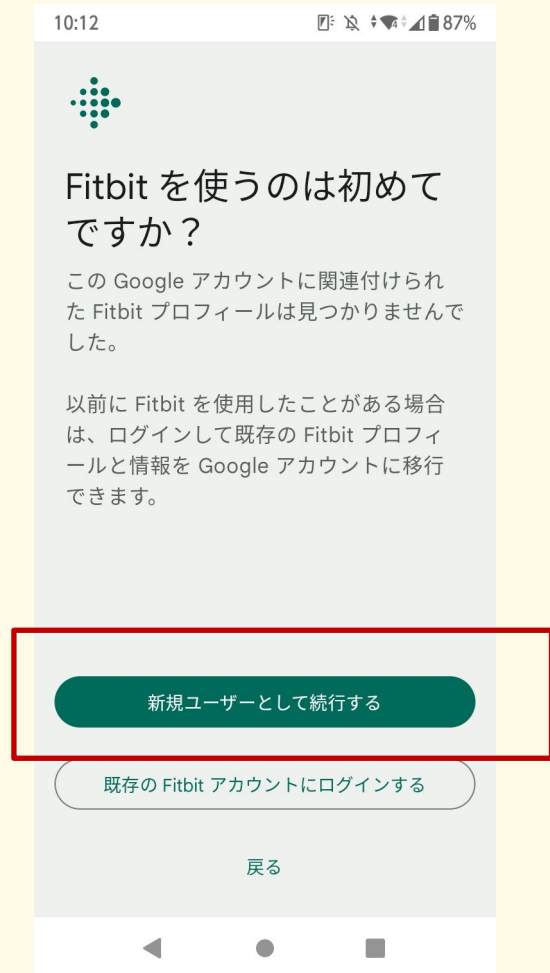 10:12 87%
Fitbit を使うのは初めて
ですか？
この Google アカウントに関連付けられ
た Fitbit プロフィールは見つかりませんで
した。
以前に Fitbit を使用したことがある場合
は、ログインして既存の Fitbit プロフィ
ールと情報を Google アカウントに移行
できます。
新規ユーザーとして続行する
既存の Fitbit アカウントにログインする
戻る